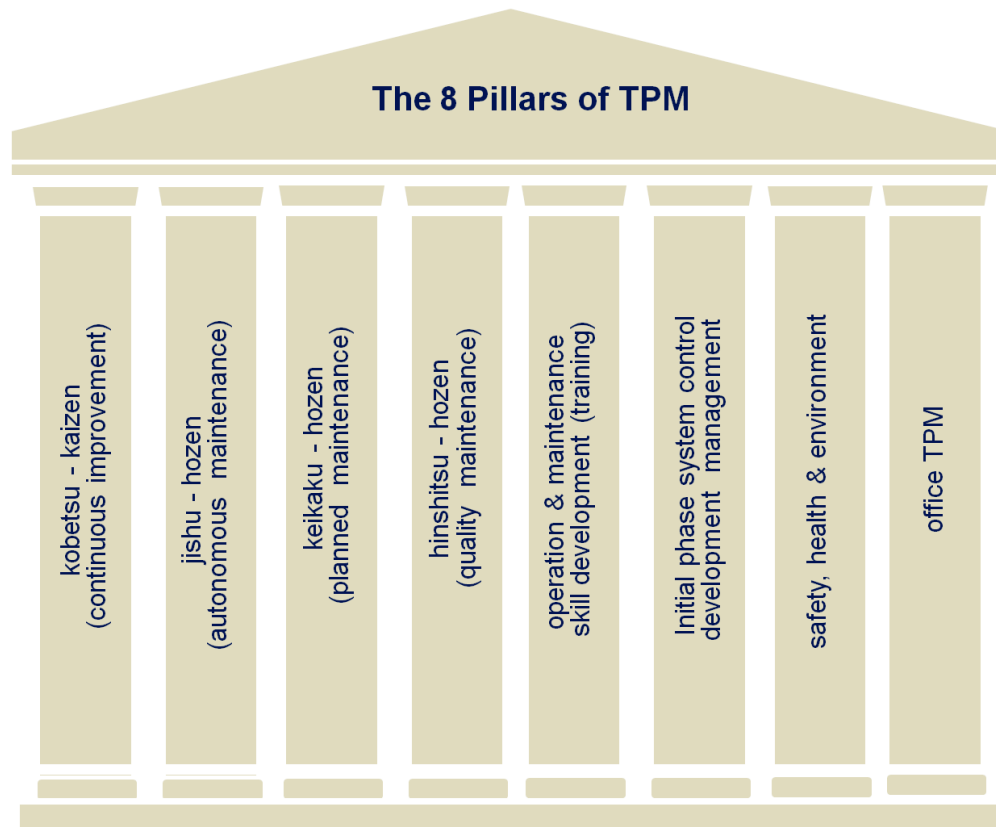 The 8 Pillars of TPM
kobetsu - kaizen
(continuous improvement)
jishu - hozen
(autonomous maintenance)
keikaku - hozen
(planned maintenance)
hinshitsu - hozen
(quality maintenance)
operation & maintenance
skill development (training)
Initial phase system control
development management
safety, health & environment
office TPM